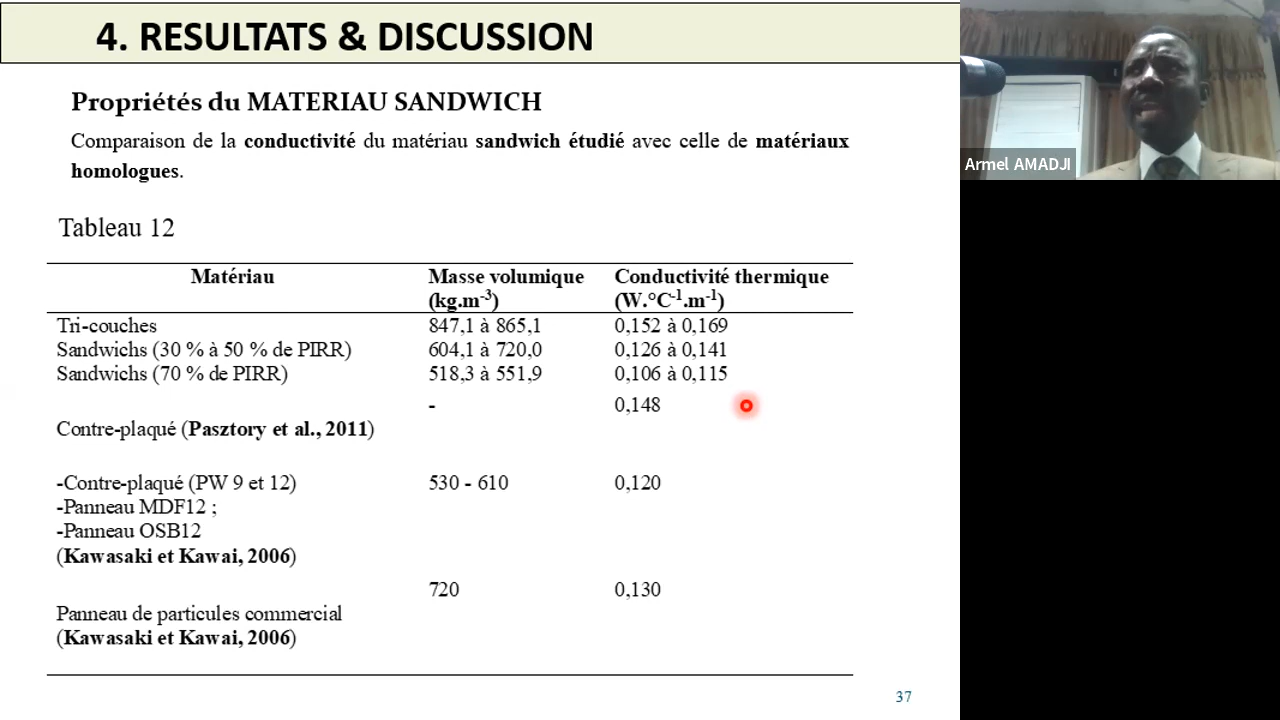 4. RESULTATS & DISCUSSION
Propriétés du MATERIAU SANDWICH
Comparaison de la conductivité du matériau sandwich étudié avec celle de matériaux
homologues.
Tableau 12
Matériau Masse volumique Conductivité thermique
(kg.m-3) (W.°C-1.m-1)
Tri-couches 847,1 à 865,1 0,152 à 0,169
Sandwichs (30 % à 50 % de PIRR) 604,1 à 720,0 0,126 à 0,141
Sandwichs (70 % de PIRR) 518,3 à 551,9 0,106 à 0,115
- 0,148
Contre-plaqué (Pasztory et al., 2011)
-Contre-plaqué (PW 9 et 12) 530 - 610 0,120
-Panneau MDF12 ;
-Panneau OSB12
(Kawasaki et Kawai, 2006)
720 0,130
Panneau de particules commercial
(Kawasaki et Kawai, 2006)
37
Armel AMADJI